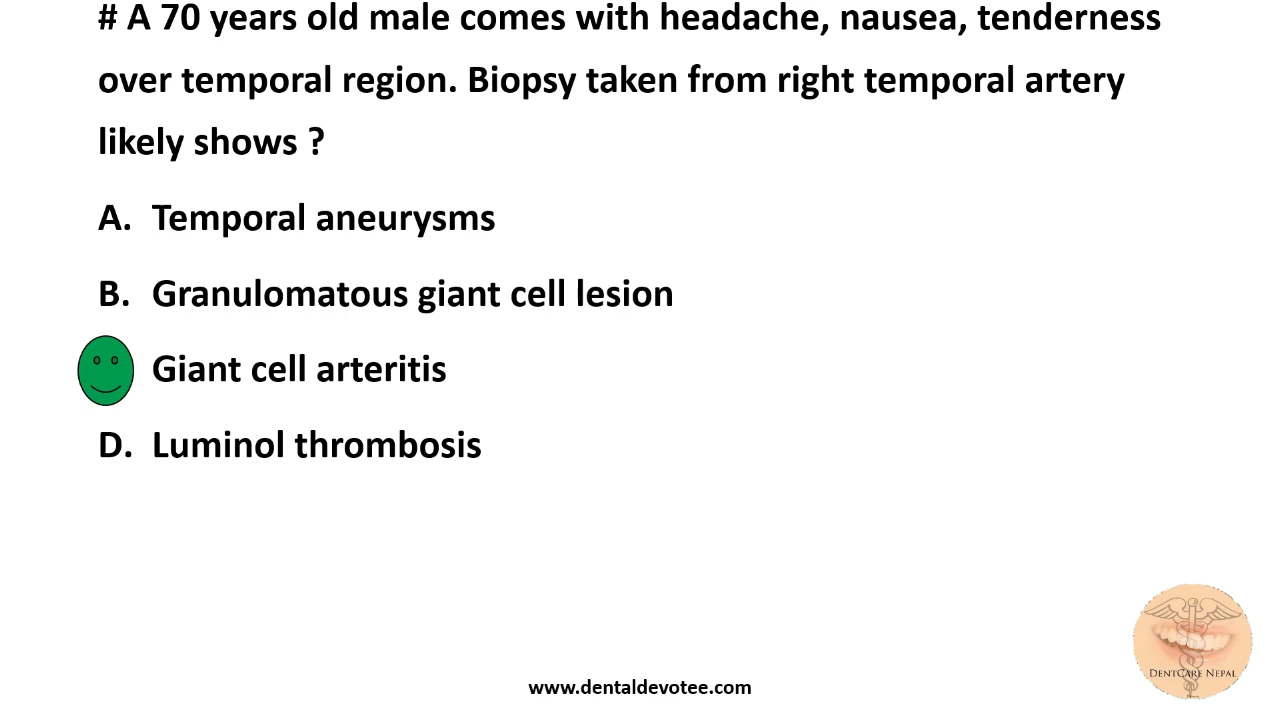 # A 70 years old male comes with headache, nausea, tenderness
over temporal region. Biopsy taken from right temporal artery
likely shows ?
A. Temporal aneurysms
B. Granulomatous giant cell lesion
Giant cell arteritis
D. Luminol thrombosis
DENTCARE NEPAL
www.dentaldevotee.com